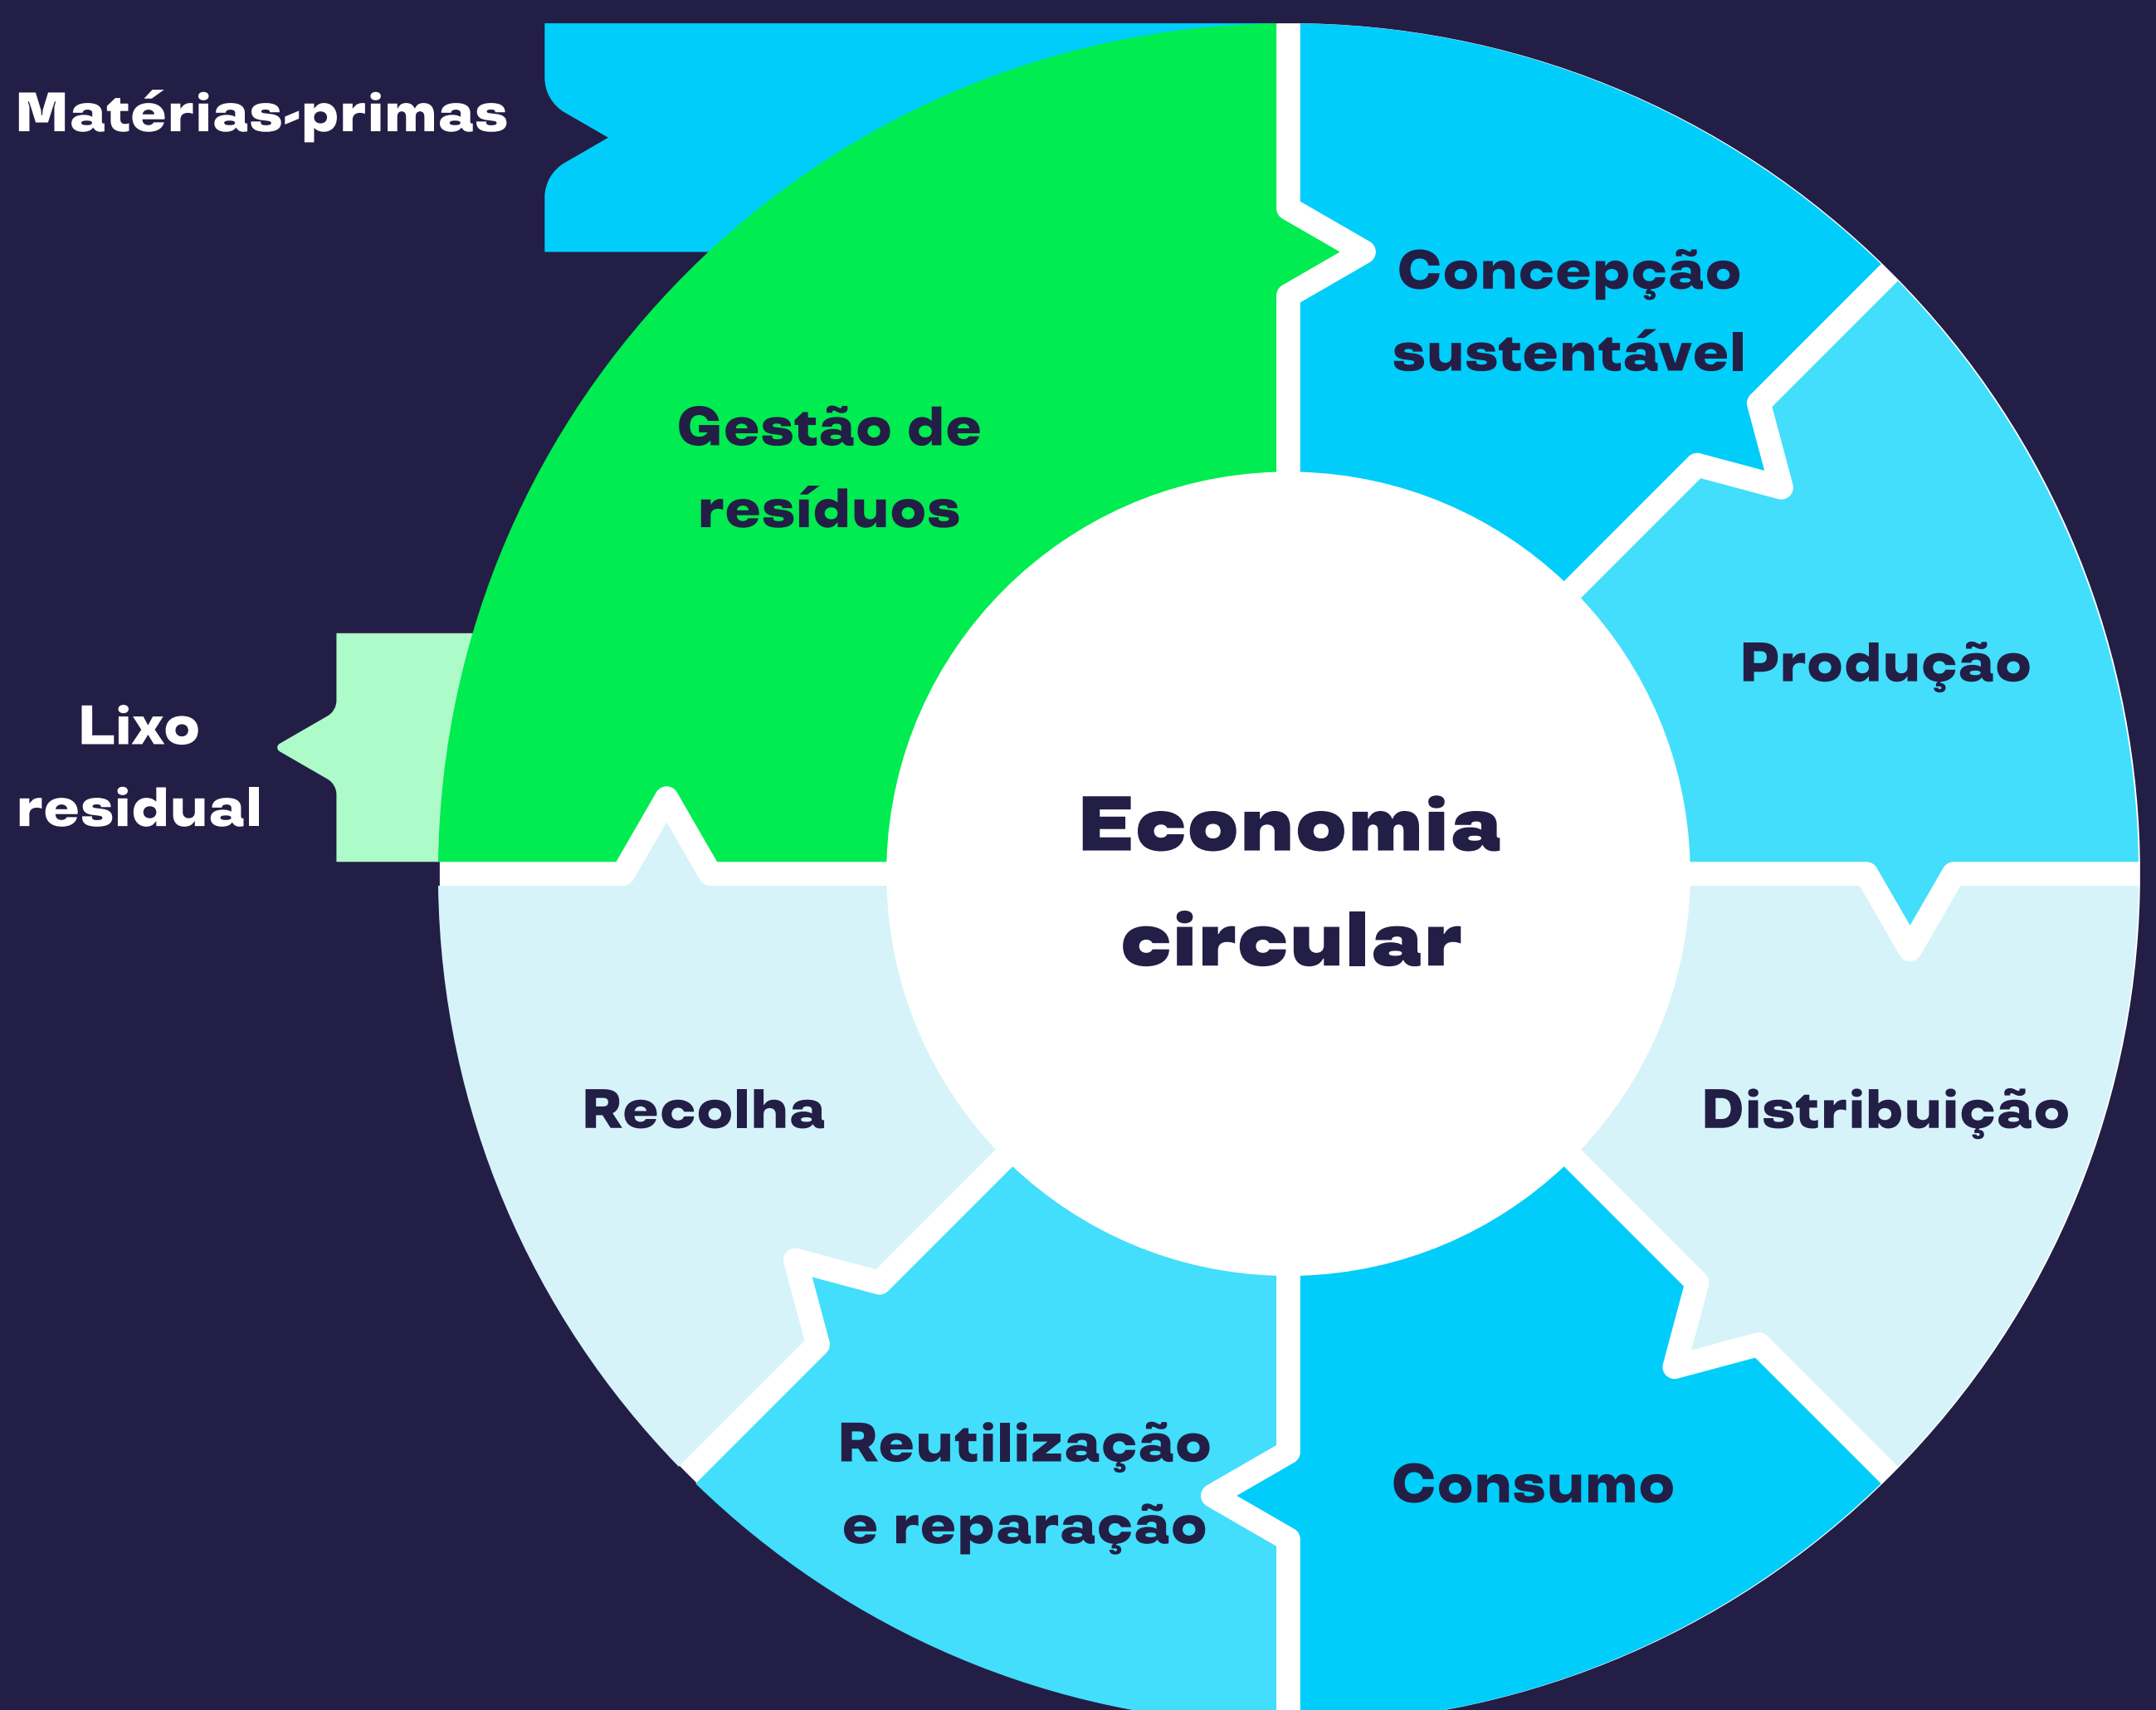 Matérias-primas
Concepção
sustentável
Gestão de
resíduos
Produção
Lixo
residual
Economia
circular
Recolha
Distribuição
Reutilização
e reparação
Consumo